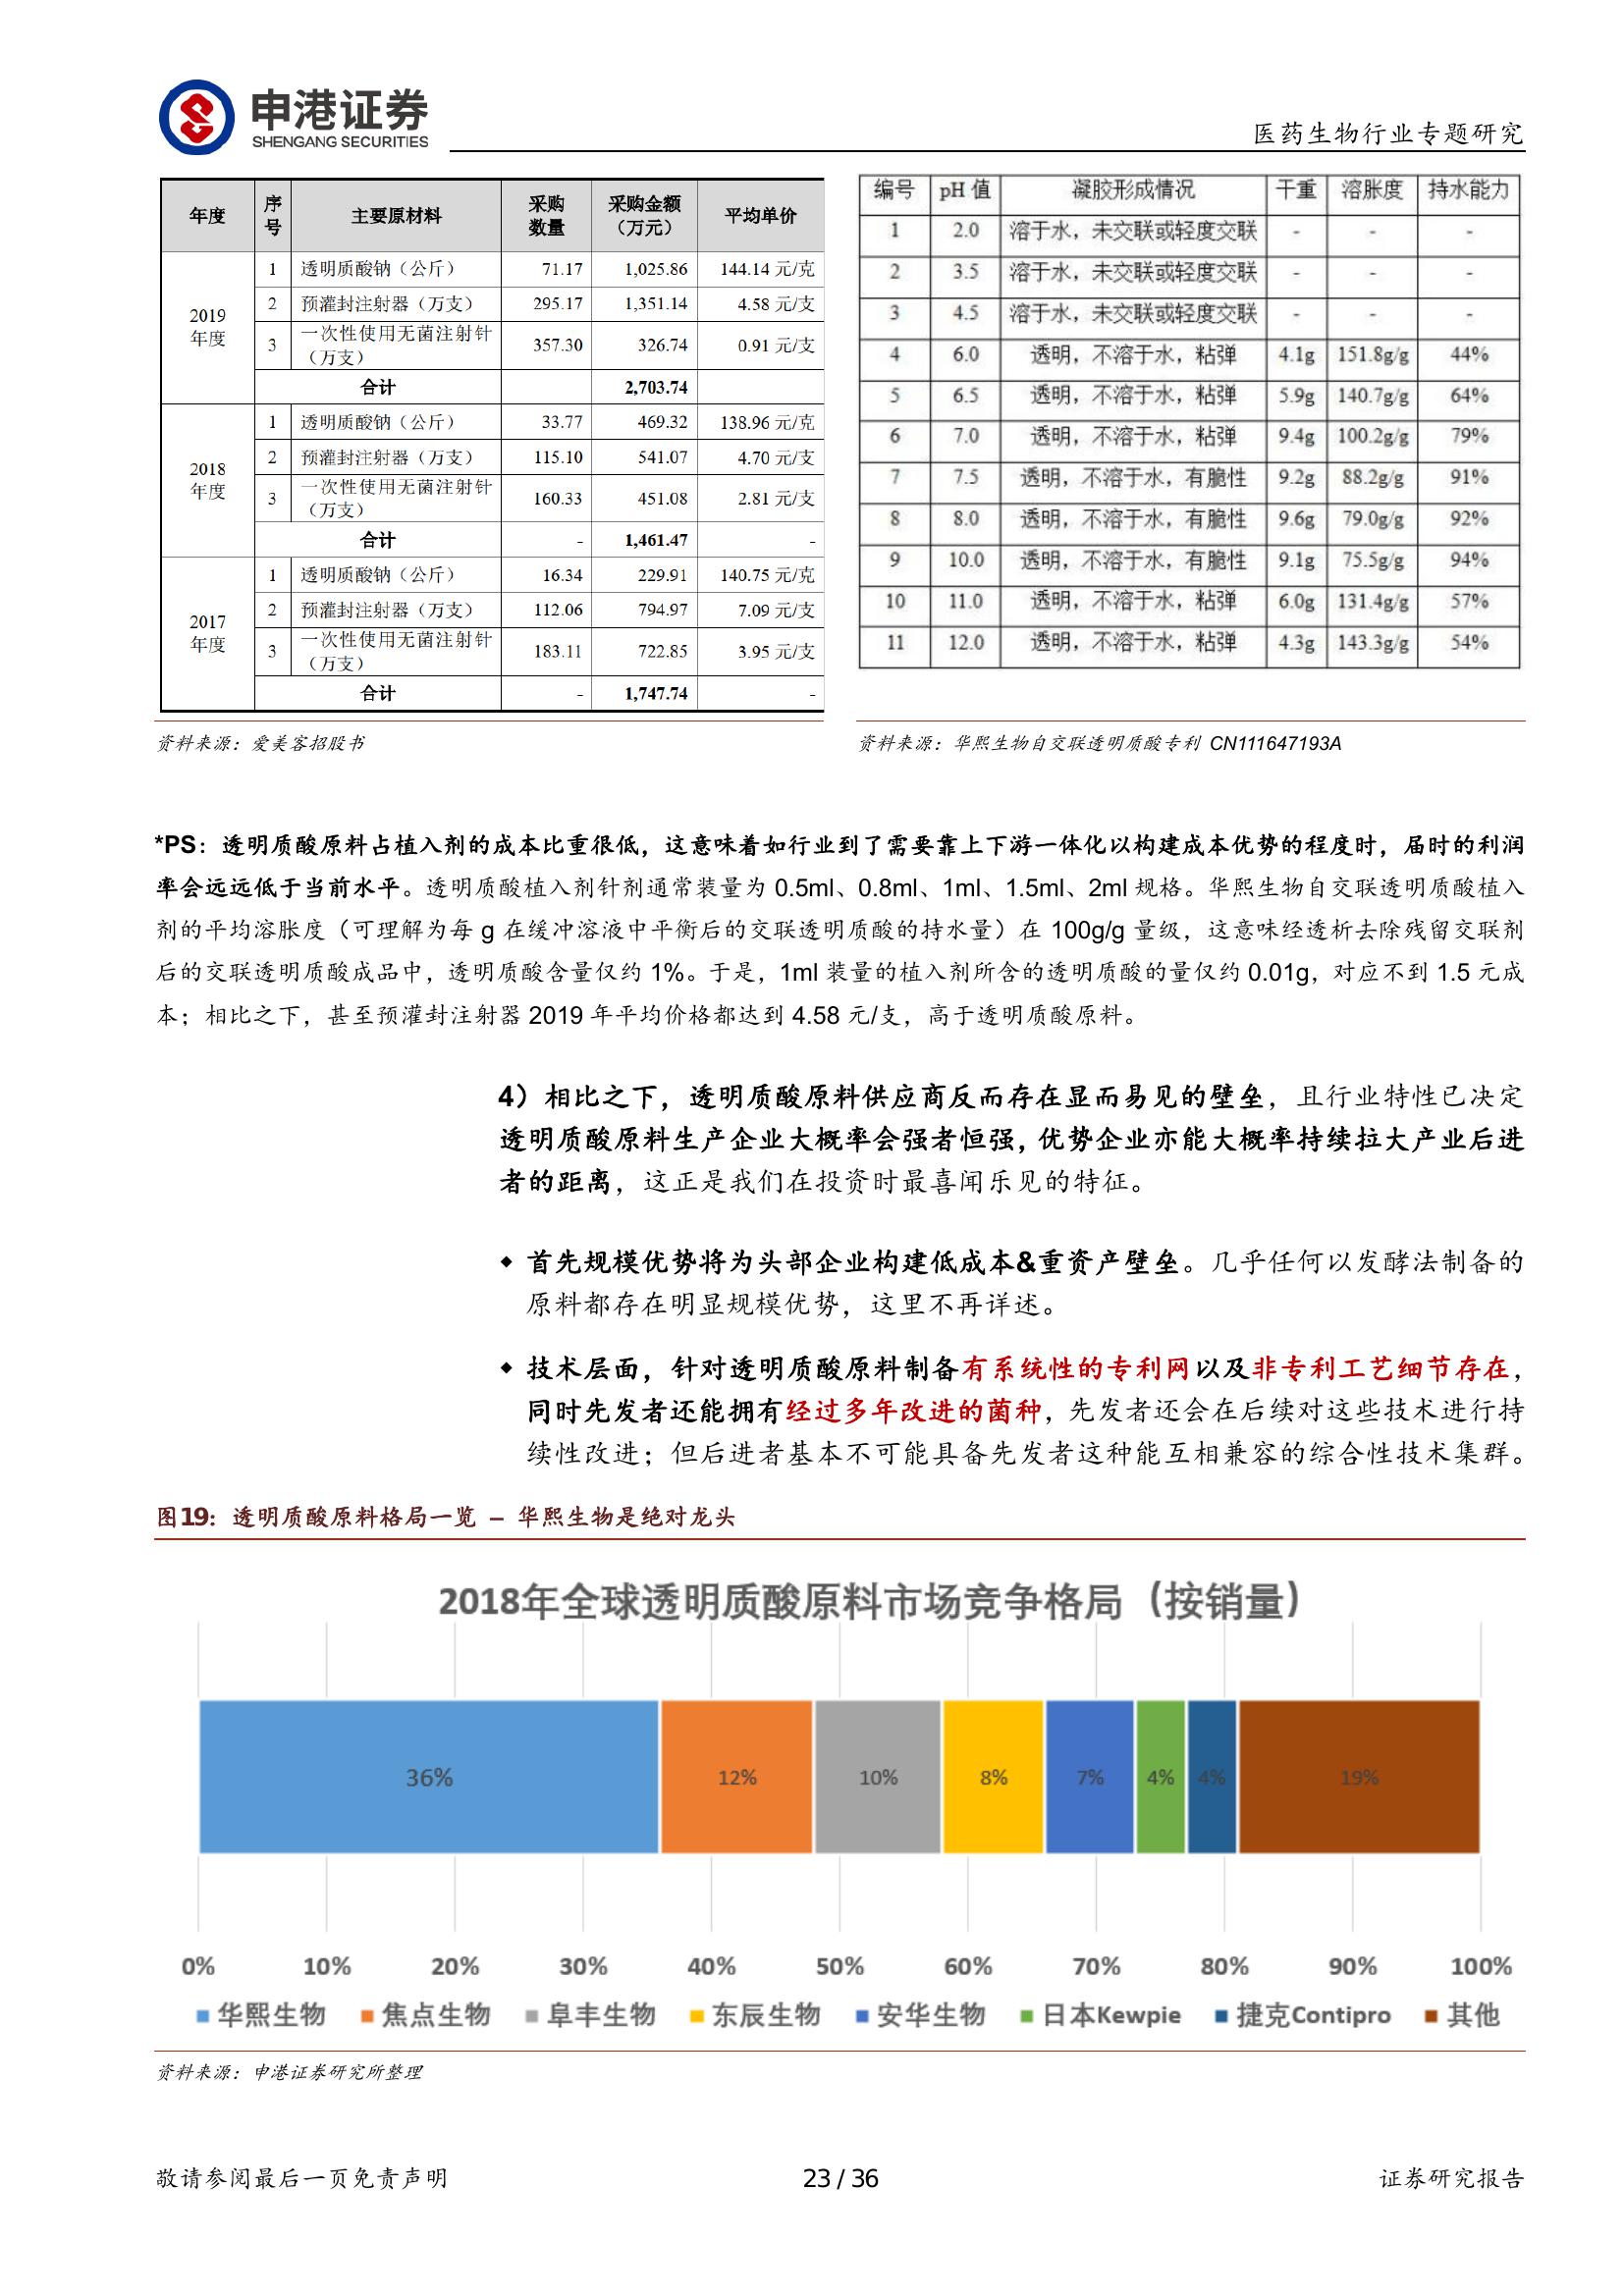 申港证券
SHENGANG SECURITIES
医药生物行业专题研究
年度 序号 主要原材料 采购数量 采购金额（万元） 平均单价
2019年度
1 透明质酸钠（公斤） 71.17 1,025.86 144.14 元/克
2 预灌封注射器（万支） 295.17 1,351.14 4.58 元/支
3 一次性使用无菌注射针（万支） 357.30 326.74 0.91 元/支
合计 2,703.74
2018年度
1 透明质酸钠（公斤） 33.77 469.32 138.96 元/克
2 预灌封注射器（万支） 115.10 541.07 4.70 元/支
3 一次性使用无菌注射针（万支） 160.33 451.08 2.81 元/支
合计 - 1,461.47 -
2017年度
1 透明质酸钠（公斤） 16.34 229.91 140.75 元/克
2 预灌封注射器（万支） 112.06 794.97 7.09 元/支
3 一次性使用无菌注射针（万支） 183.11 722.85 3.95 元/支
合计 - 1,747.74 -
资料来源：爱美客招股书
编号 pH 值 凝胶形成情况 干重 溶胀度 持水能力
1 2.0 溶于水，未交联或轻度交联 - - -
2 3.5 溶于水，未交联或轻度交联 - - -
3 4.5 溶于水，未交联或轻度交联 - - -
4 6.0 透明，不溶于水，粘弹 4.1g 151.8g/g 44%
5 6.5 透明，不溶于水，粘弹 5.9g 140.7g/g 64%
6 7.0 透明，不溶于水，粘弹 9.4g 100.2g/g 79%
7 7.5 透明，不溶于水，有脆性 9.2g 88.2g/g 91%
8 8.0 透明，不溶于水，有脆性 9.6g 79.0g/g 92%
9 10.0 透明，不溶于水，有脆性 9.1g 75.5g/g 94%
10 11.0 透明，不溶于水，粘弹 6.0g 131.4g/g 57%
11 12.0 透明，不溶于水，粘弹 4.3g 143.3g/g 54%
资料来源：华熙生物自交联透明质酸专利 CN111647193A
*PS：透明质酸原料占植入剂的成本比重很低，这意味着如行业到了需要靠上下游一体化以构建成本优势的程度时，届时的利润
率会远远低于当前水平。透明质酸植入剂针剂通常装量为 0.5ml、0.8ml、1ml、1.5ml、2ml 规格。华熙生物自交联透明质酸植入
剂的平均溶胀度（可理解为每 g 在缓冲溶液中平衡后的交联透明质酸的持水量）在 100g/g 量级，这意味经透析去除残留交联剂
后的交联透明质酸成品中，透明质酸含量仅约 1%。于是，1ml 装量的植入剂所含的透明质酸的量仅约 0.01g，对应不到 1.5 元成
本；相比之下，甚至预灌封注射器 2019 年平均价格都达到 4.58 元/支，高于透明质酸原料。
4）相比之下，透明质酸原料供应商反而存在显而易见的壁垒，且行业特性已决定
透明质酸原料生产企业大概率会强者恒强，优势企业亦能大概率持续拉大产业后进
者的距离，这正是我们在投资时最喜闻乐见的特征。
◆ 首先规模优势将为头部企业构建低成本&重资产壁垒。几乎任何以发酵法制备的
原料都存在明显规模优势，这里不再详述。
◆ 技术层面，针对透明质酸原料制备有系统性的专利网以及非专利工艺细节存在，
同时先发者还能拥有经过多年改进的菌种，先发者还会在后续对这些技术进行持
续性改进；但后进者基本不可能具备先发者这种能互相兼容的综合性技术集群。
图19：透明质酸原料格局一览 – 华熙生物是绝对龙头
2018年全球透明质酸原料市场竞争格局（按销量）
36% 12% 10% 8% 7% 4% 4% 19%
0% 10% 20% 30% 40% 50% 60% 70% 80% 90% 100%
华熙生物 焦点生物 阜丰生物 东辰生物 安华生物 日本Kewpie 捷克Contipro 其他
资料来源：申港证券研究所整理
敬请参阅最后一页免责声明 23 / 36 证券研究报告